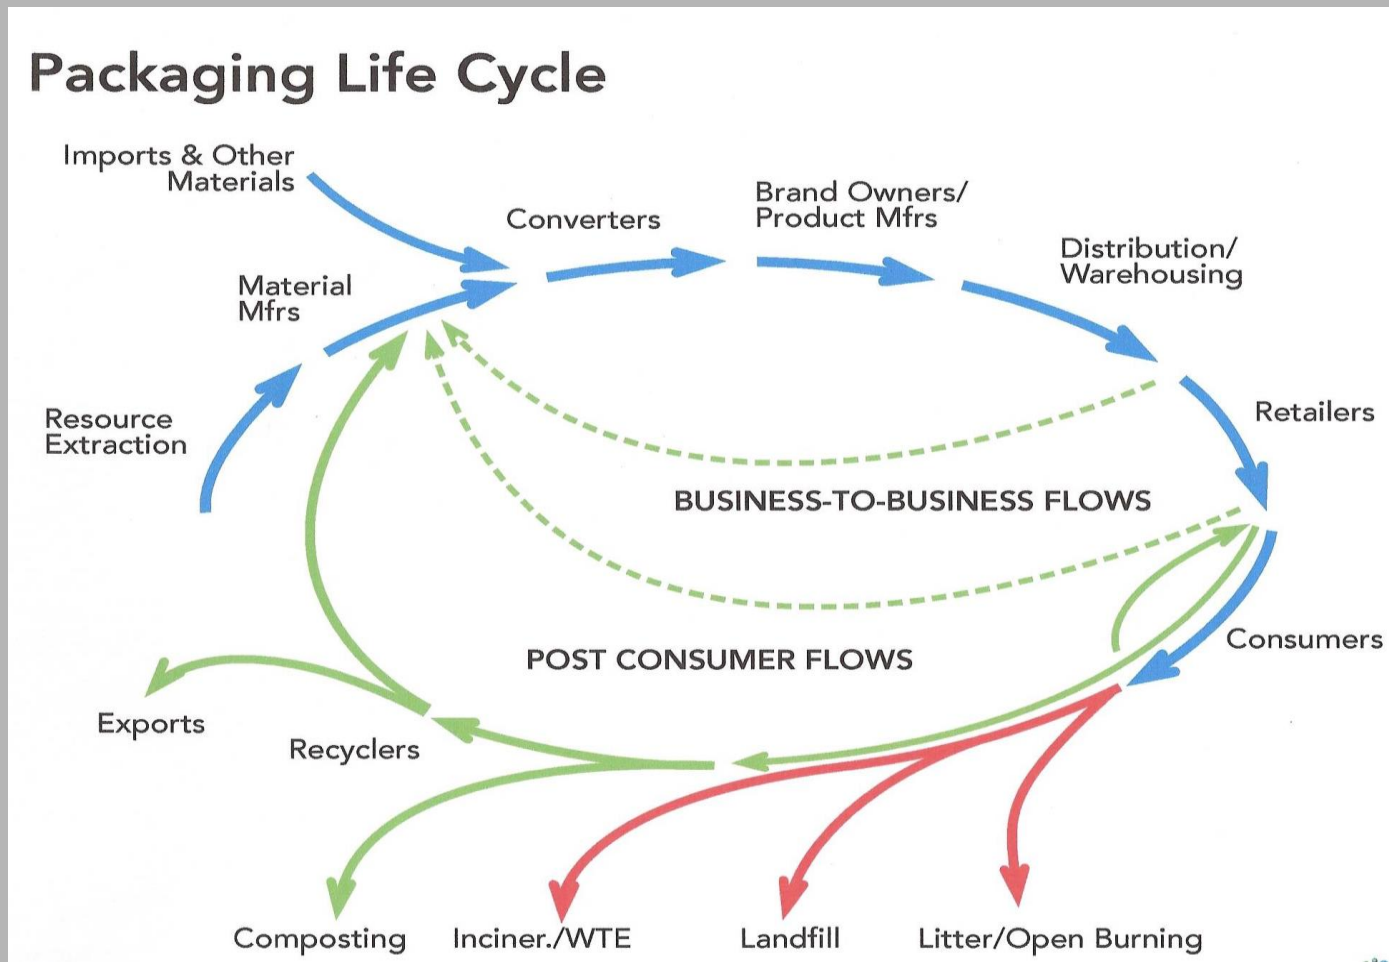 Packaging Life Cycle
Imports & Other
Materials
Converters
Brand Owners/
Product Mfrs
Distribution/
Warehousing
Material
Mfrs
Resource
Extraction
Retailers
BUSINESS-TO-BUSINESS FLOWS
Consumers
POST CONSUMER FLOWS
Exports
Recyclers
Composting
Inciner./WTE
Landfill
Litter/Open Burning